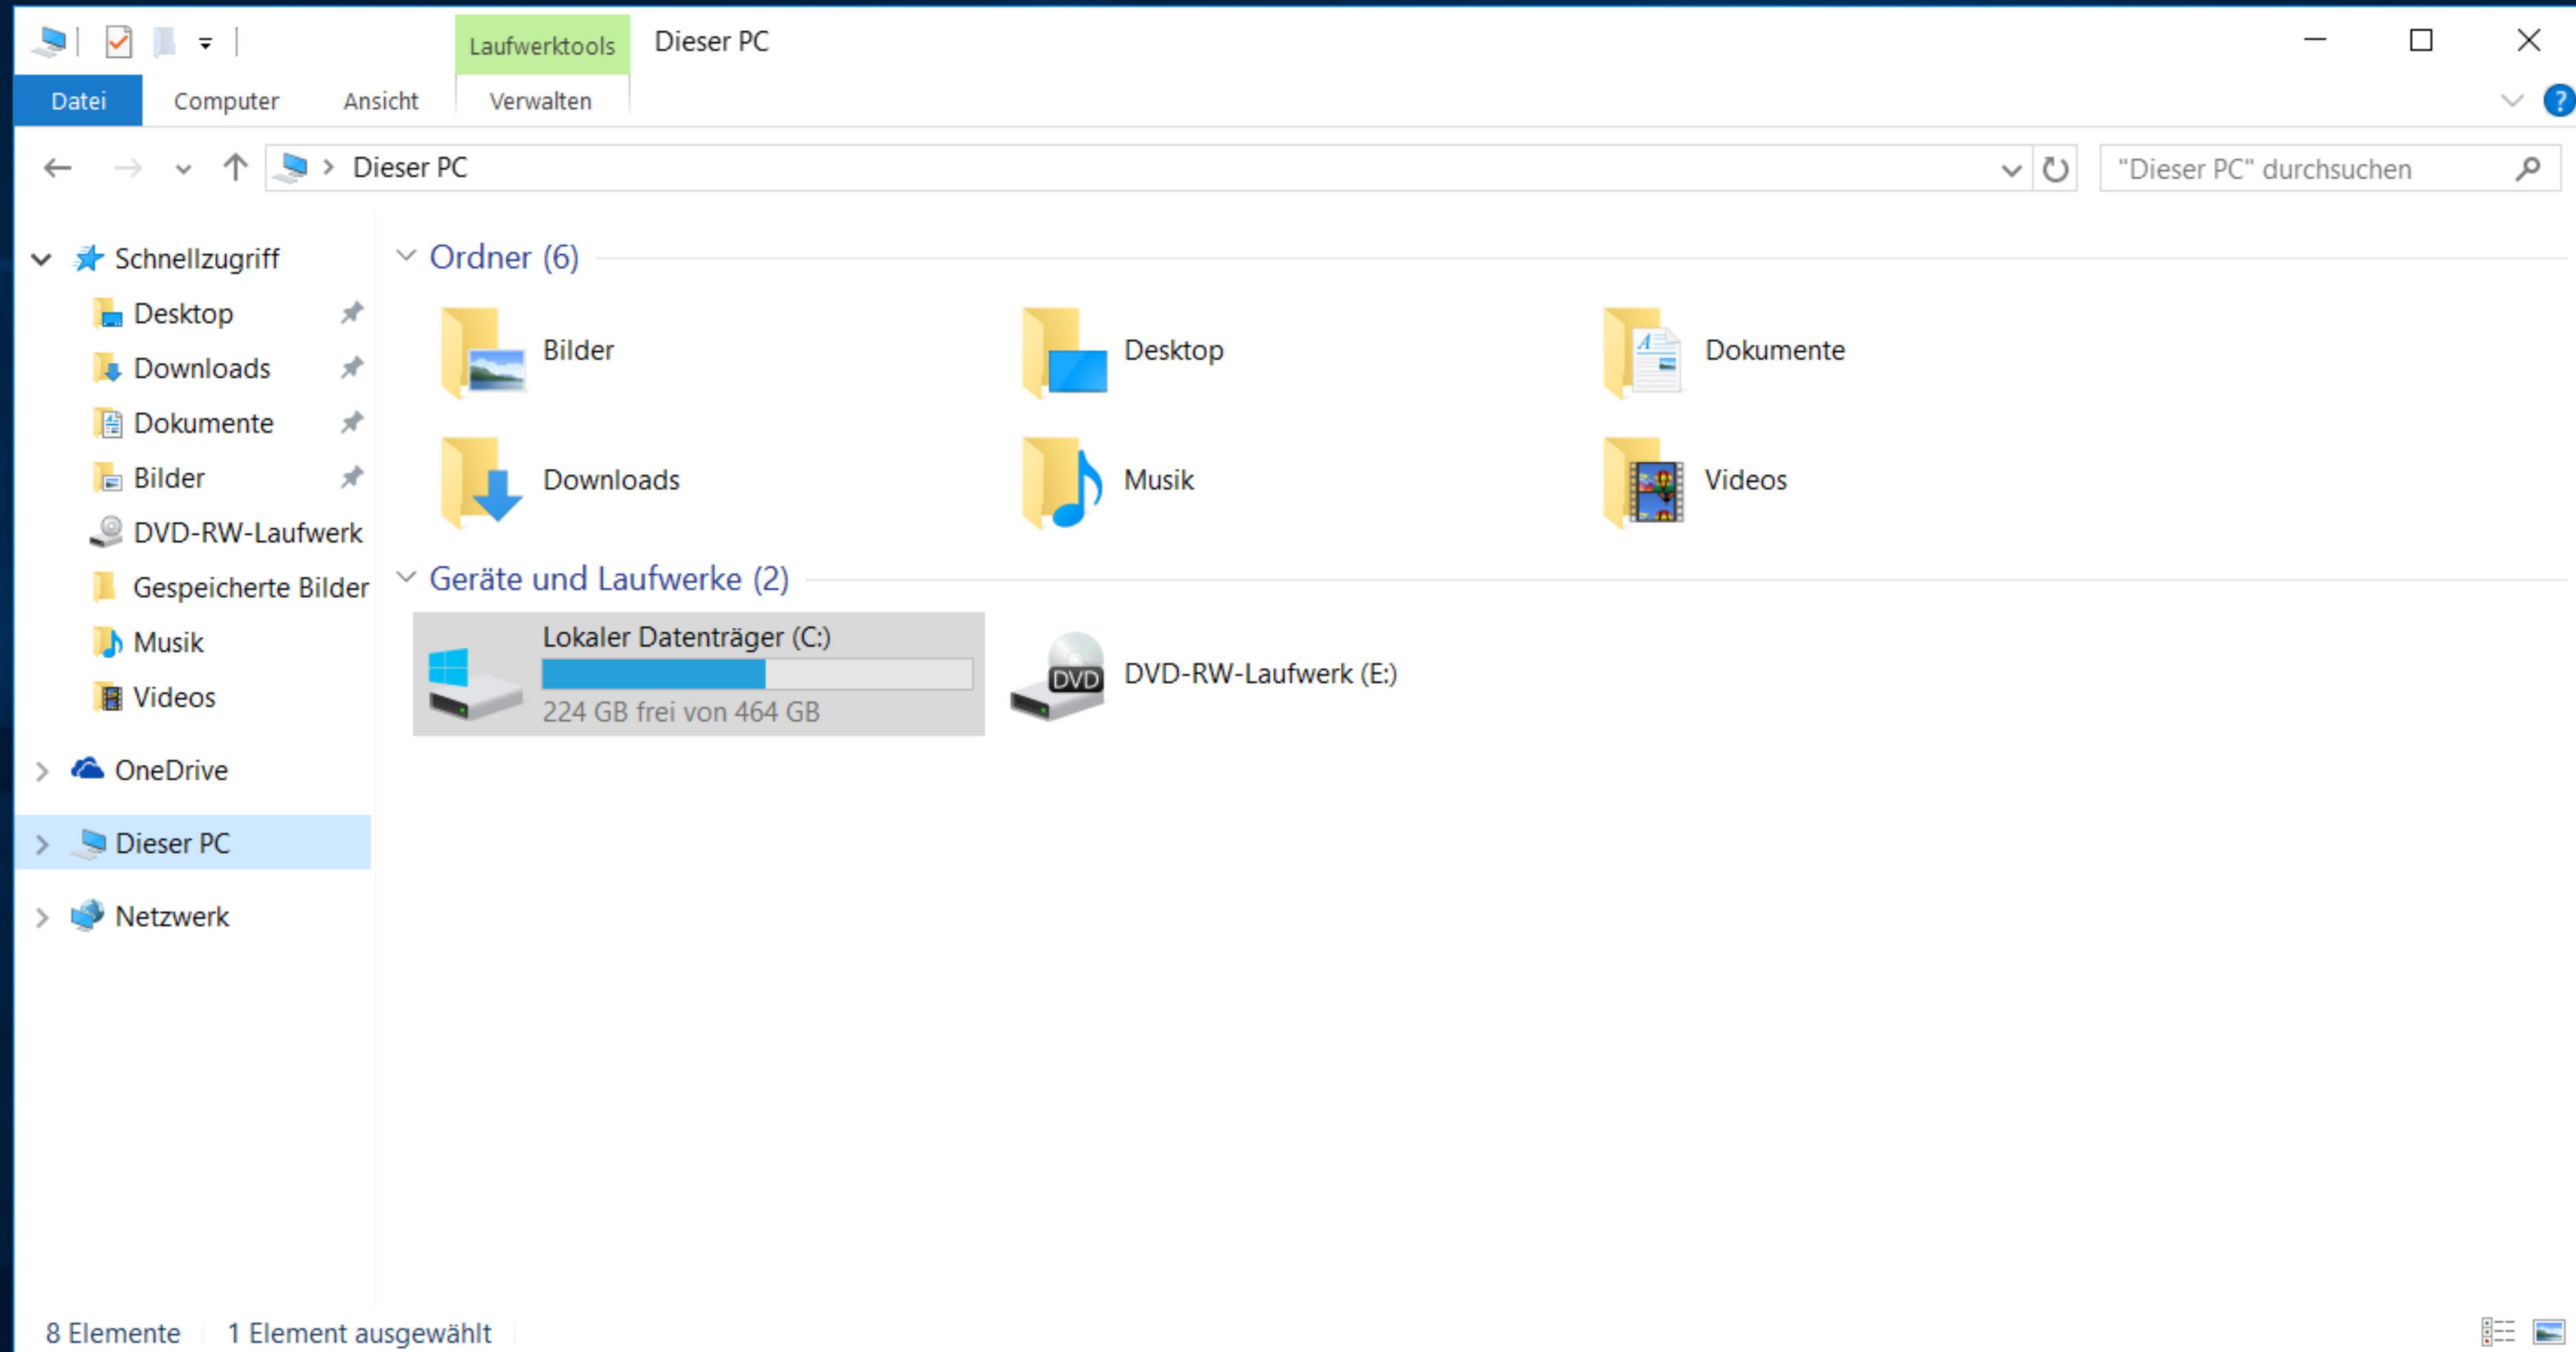 Laufwerktools
Dieser PC
Datei
Computer
Ansicht
Verwalten
?
Dieser PC
"Dieser PC" durchsuchen
Schnellzugriff
Desktop
Downloads
Dokumente
Bilder
DVD-RW-Laufwerk
Gespeicherte Bilder
Musik
Videos
OneDrive
Dieser PC
Netzwerk
Ordner (6)
Bilder
Desktop
A
Dokumente
Downloads
Musik
Videos
Geräte und Laufwerke (2)
Lokaler Datenträger (C:)
224 GB frei von 464 GB
DVD
DVD-RW-Laufwerk (E:)
8 Elemente
1 Element ausgewählt